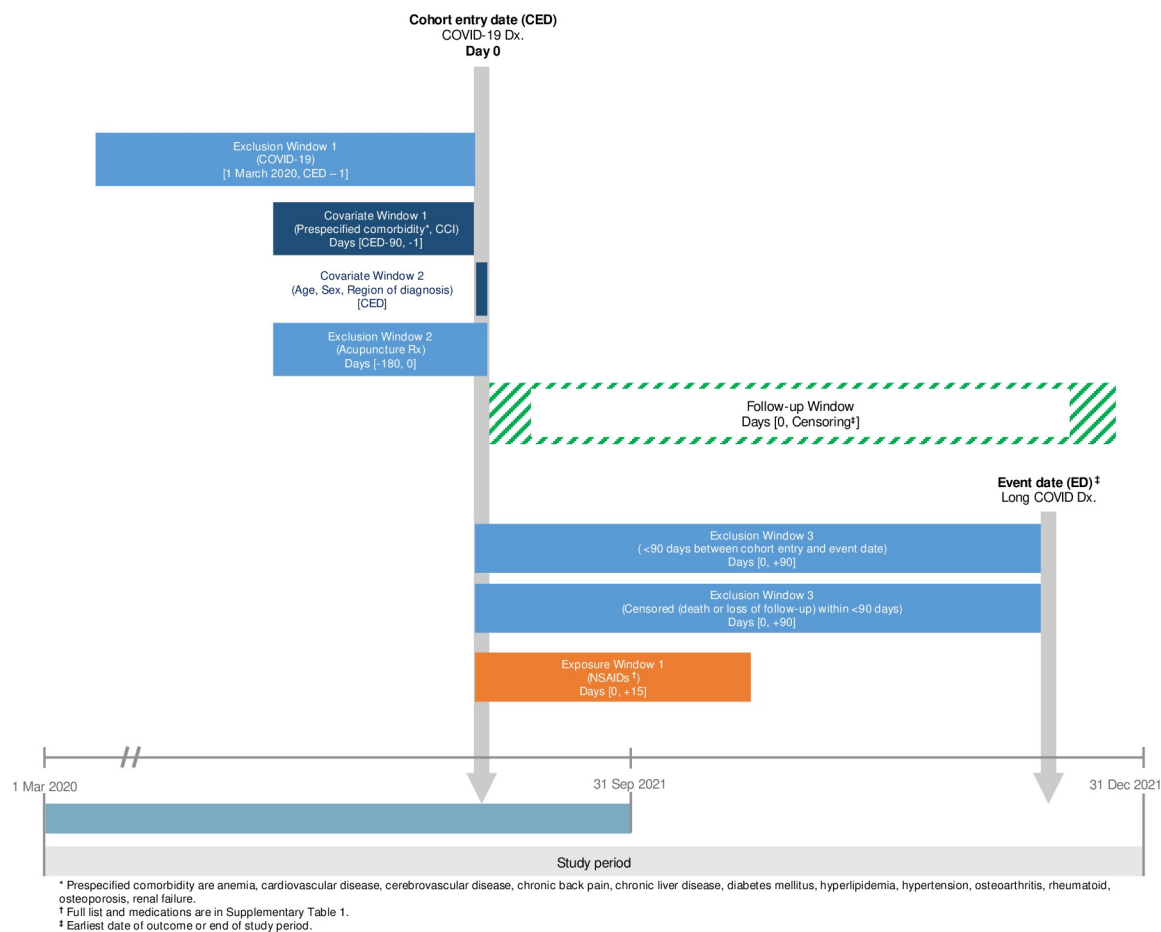 Cohort entry date (CED)
COVID-19 Dx.
Day 0
Exclusion Window 1
(COVID-19)
[1 March 2020, CED – 1]
Covariate Window 1
(Prespecified comorbidity*, CCI)
Days [CED-90, -1]
Covariate Window 2
(Age, Sex, Region of diagnosis)
[CED]
Exclusion Window 2
(Acupuncture Rx)
Days [-180, 0]
Follow-up Window
Days [0, Censoring‡]
Event date (ED) ‡
Long COVID Dx.
Exclusion Window 3
( <90 days between cohort entry and event date)
Days [0, +90]
Exclusion Window 3
(Censored (death or loss of follow-up) within <90 days)
Days [0, +90]
Exposure Window 1
(NSAIDs †)
Days [0, +15]
1 Mar 2020
31 Sep 2021
31 Dec 2021
Study period
* Prespecified comorbidity are anemia, cardiovascular disease, cerebrovascular disease, chronic back pain, chronic liver disease, diabetes mellitus, hyperlipidemia, hypertension, osteoarthritis, rheumatoid,
osteoporosis, renal failure.
† Full list and medications are in Supplementary Table 1.
‡ Earliest date of outcome or end of study period.